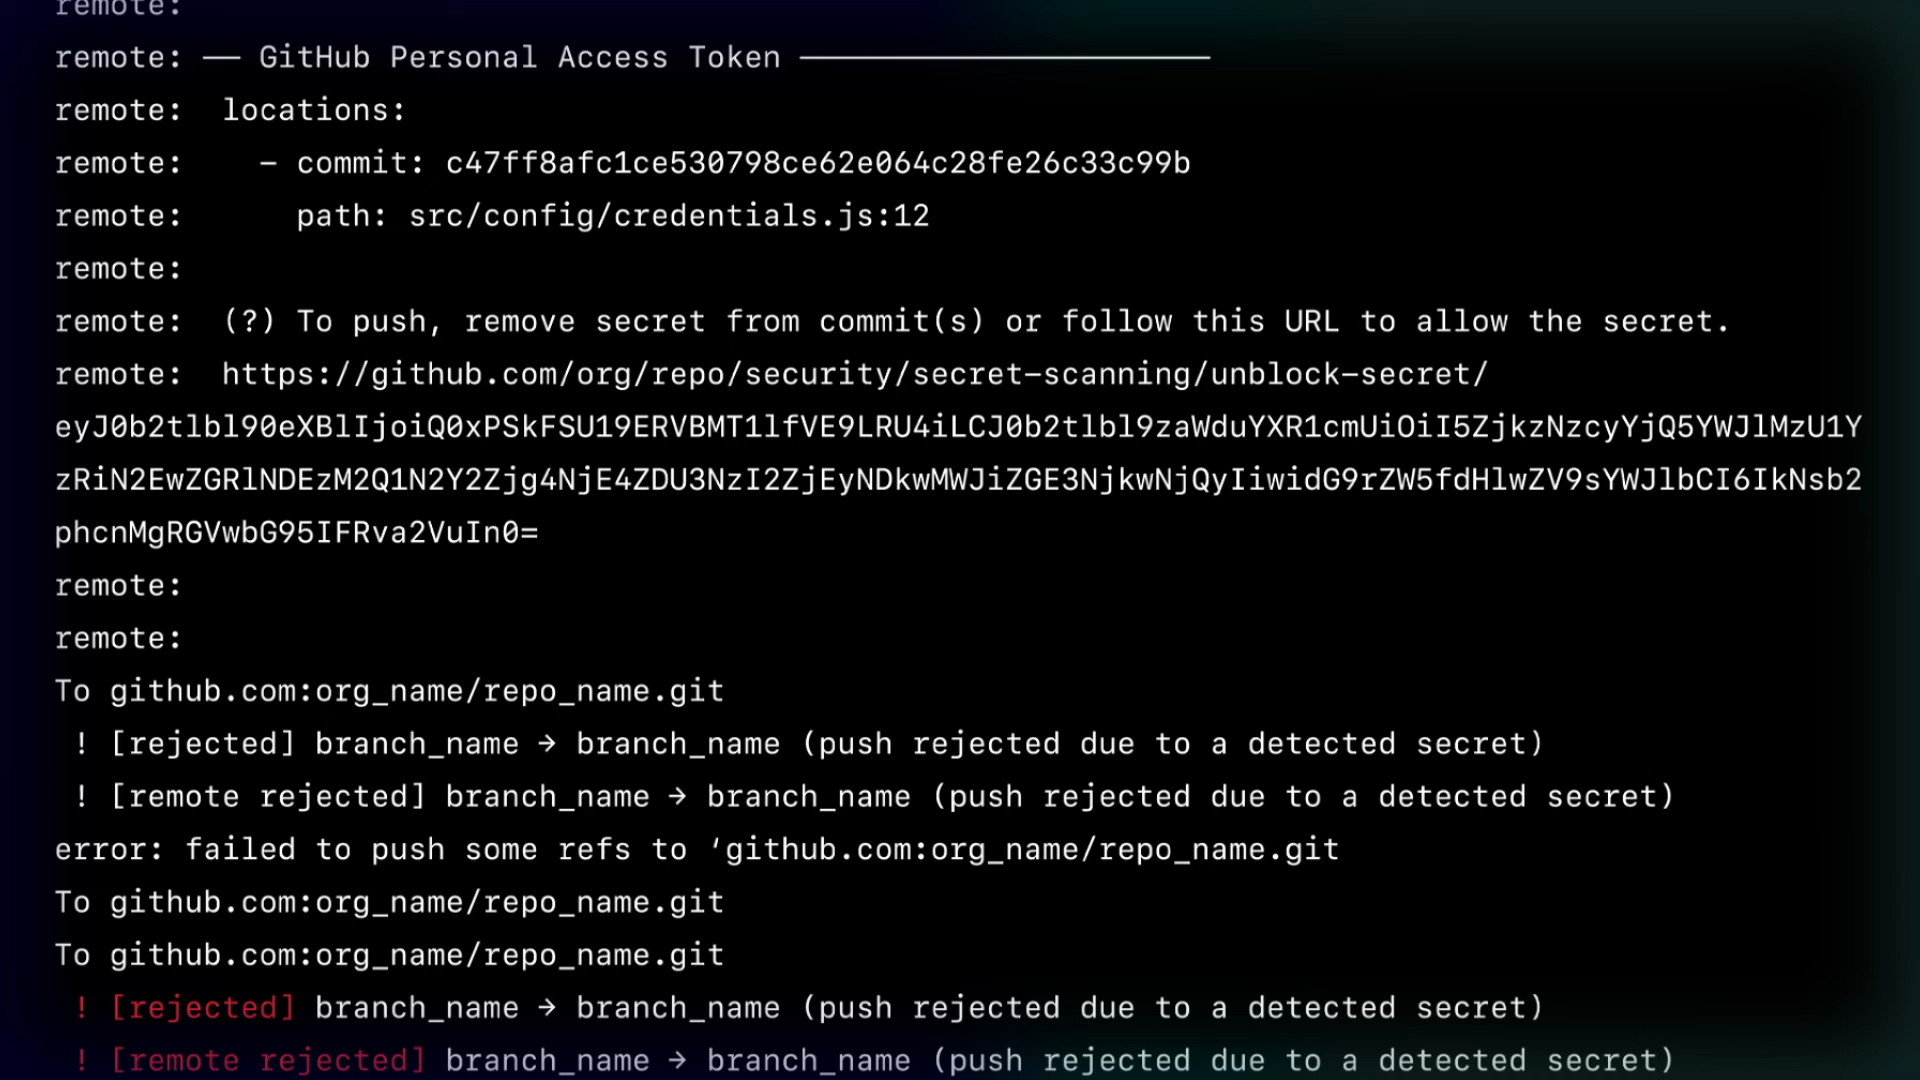 remote:
remote: —— GitHub Personal Access Token ——————————————————————
remote:  locations:
remote:    – commit: c47ff8afc1ce530798ce62e064c28fe26c33c99b
remote:      path: src/config/credentials.js:12
remote:
remote:  (?) To push, remove secret from commit(s) or follow this URL to allow the secret.
remote:  https://github.com/org/repo/security/secret–scanning/unblock–secret/
eyJ0b2tlbl90eXBlIjoiQ0xPSkFSU19ERVBMT1lfVE9LRU4iLCJ0b2tlbl9zaWduYXR1cmUiOiI5ZjkzNzcyYjQ5YWJlMzU1Y
zRiN2EwZGRlNDEzM2Q1N2Y2Zjg4NjE4ZDU3NzI2ZjEyNDkwMWJiZGE3NjkwNjQyIiwidG9rZW5fdHlwZV9sYWJlbCI6IkNsb2
phcnMgRGVwbG95IFRva2VuIn0=
remote:
remote:
To github.com:org_name/repo_name.git
 ! [rejected] branch_name → branch_name (push rejected due to a detected secret)
 ! [remote rejected] branch_name → branch_name (push rejected due to a detected secret)
error: failed to push some refs to ‘github.com:org_name/repo_name.git
To github.com:org_name/repo_name.git
To github.com:org_name/repo_name.git
 ! [rejected] branch_name → branch_name (push rejected due to a detected secret)
 ! [remote rejected] branch_name → branch_name (push rejected due to a detected secret)